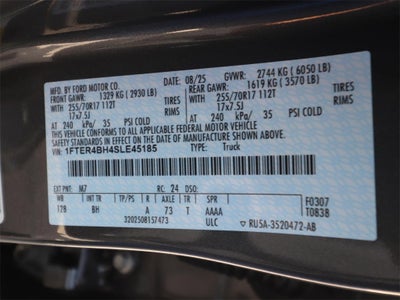 MFD. BY FORD MOTOR CO. 08/25 GVWR: 2744 KG ( 6050 LB)
FRONT GAWR: 1329 KG ( 2930 LB) REAR GAWR: 1619 KG ( 3570 LB)
255/70R17 112T TIRES 255/70R17 112T TIRES
17x7.5J RIMS 17x7.5J RIMS
AT 240 kPa/ 35 PSI COLD AT 240 kPa/ 35 PSI COLD
THIS VEHICLE CONFORMS TO ALL APPLICABLE FEDERAL MOTOR VEHICLE
SAFETY STANDARDS IN EFFECT ON THE DATE OF MANUFACTURE SHOWN ABOVE.
VIN: 1FTER4BH4SLE45185 TYPE: Truck
EXT PNT: M7 RC: 24 DSO:
WB INT TR TP/PS R AXLE TR SPR F0307
128 BH A 73 T AAAA T0838
3202508157473 ULC RU5A-3520472-AB